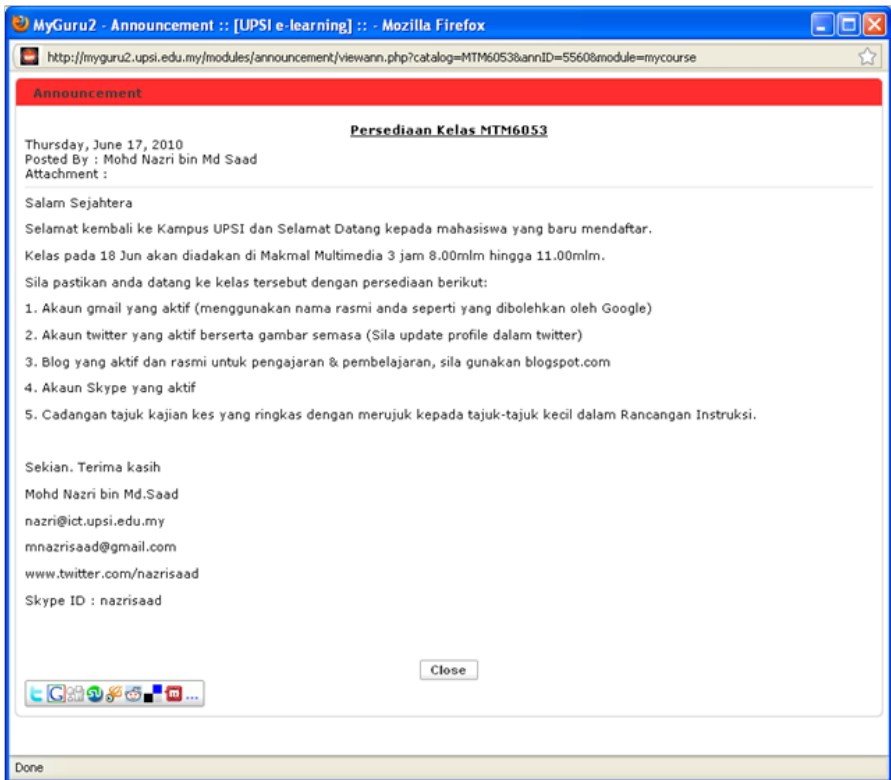 MyGuru2 - Announcement :: [UPSI e-learning] :: - Mozilla Firefox
http://myguru2.upsi.edu.my/modules/announcement/viewann.php?catalog=MTM6053&annID=5560&module=mycourse
Announcement
Persediaan Kelas MTM6053
Thursday, June 17, 2010
Posted By : Mohd Nazri bin Md Saad
Attachment :
Salam Sejahtera
Selamat kembali ke Kampus UPSI dan Selamat Datang kepada mahasiswa yang baru mendaftar.
Kelas pada 18 Jun akan diadakan di Makmal Multimedia 3 jam 8.00mlm hingga 11.00mlm.
Sila pastikan anda datang ke kelas tersebut dengan persediaan berikut:
1. Akaun gmail yang aktif (menggunakan nama rasmi anda seperti yang dibolehkan oleh Google)
2. Akaun twitter yang aktif berserta gambar semasa (Sila update profile dalam twitter)
3. Blog yang aktif dan rasmi untuk pengajaran & pembelajaran, sila gunakan blogspot.com
4. Akaun Skype yang aktif
5. Cadangan tajuk kajian kes yang ringkas dengan merujuk kepada tajuk-tajuk kecil dalam Rancangan Instruksi.
Sekian. Terima kasih
Mohd Nazri bin Md.Saad
nazri@ict.upsi.edu.my
mnazrisaad@gmail.com
www.twitter.com/nazrisaad
Skype ID : nazrisaad
Close
...
Done